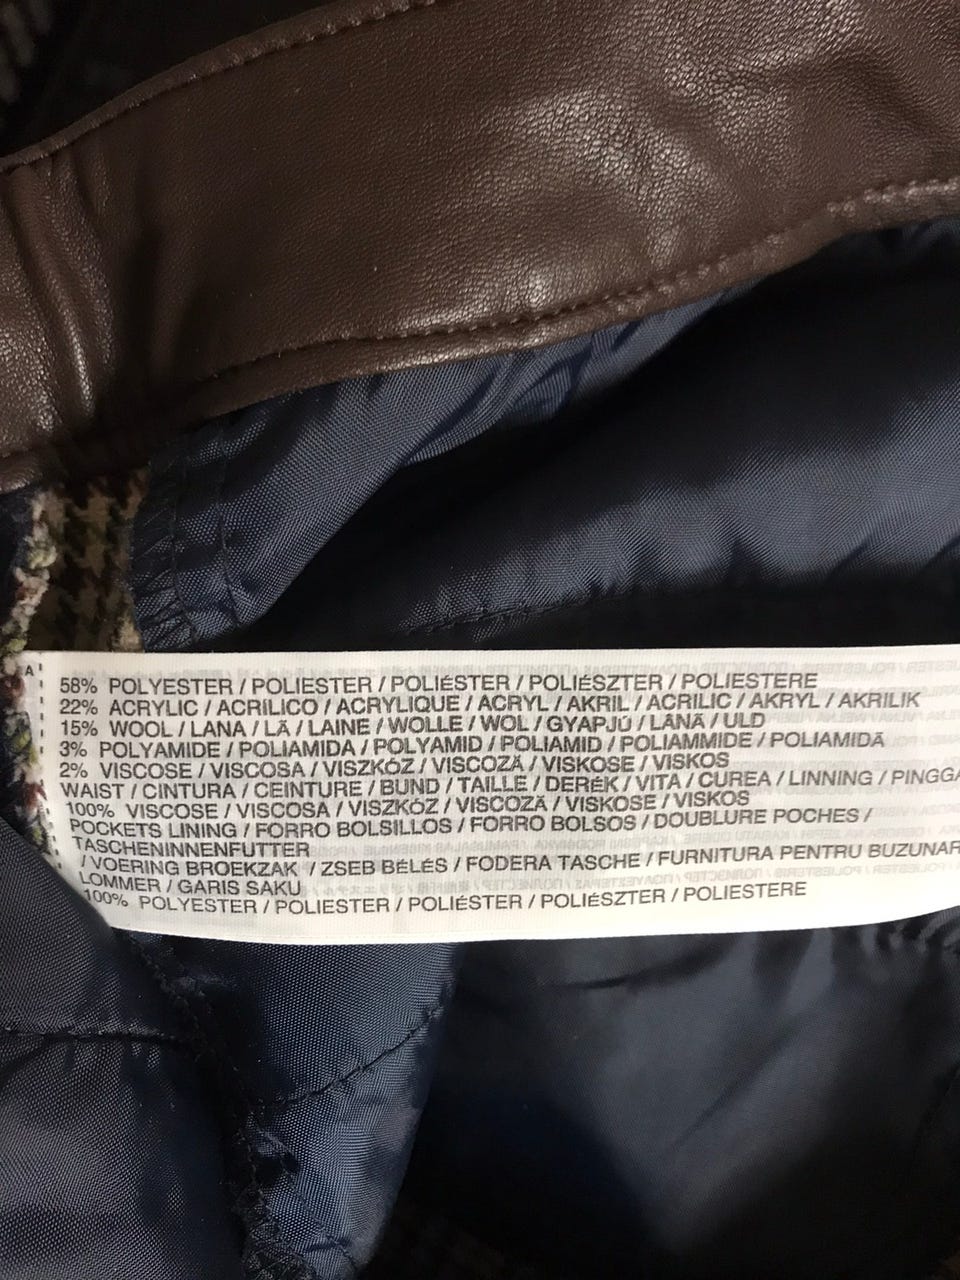 A
58% POLYESTER / POLIESTER / POLIÉSTER / POLIÉSZTER / POLIESTERE
22% ACRYLIC / ACRILICO / ACRYLIQUE / ACRYL / AKRIL / ACRILIC / AKRYL / AKRILIK
15% WOOL / LANA / LÃ / LAINE / WOLLE / WOL / GYAPJÚ / LÂNĂ / ULD
3% POLYAMIDE / POLIAMIDA / POLYAMID / POLIAMID / POLIAMMIDE / POLIAMIDĂ
2% VISCOSE / VISCOSA / VISZKÓZ / VISCOZĂ / VISKOSE / VISKOS
WAIST / CINTURA / CEINTURE / BUND / TAILLE / DERÉK / VITA / CUREA / LINNING / PINGGA
100% VISCOSE / VISCOSA / VISZKÓZ / VISCOZĂ / VISKOSE / VISKOS
POCKETS LINING / FORRO BOLSILLOS / FORRO BOLSOS / DOUBLURE POCHES /
TASCHENINNENFUTTER
/ VOERING BROEKZAK / ZSEB BÉLÉS / FODERA TASCHE / FURNITURA PENTRU BUZUNAR
LOMMER / GARIS SAKU
100% POLYESTER / POLIESTER / POLIÉSTER / POLIÉSZTER / POLIESTERE